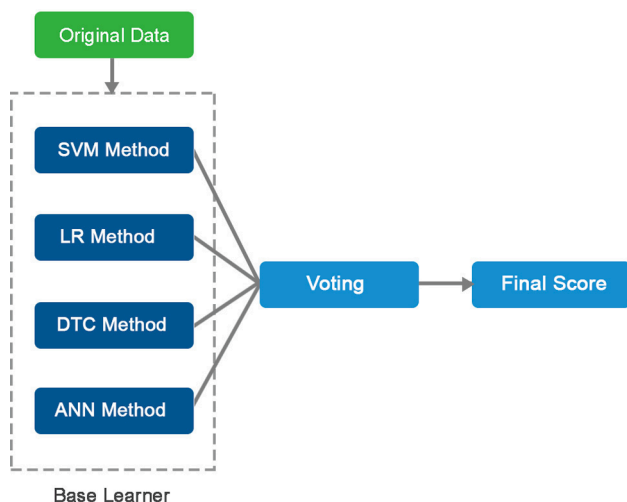 Original Data
SVM Method
LR Method
DTC Method
ANN Method
Voting
Final Score
Base Learner